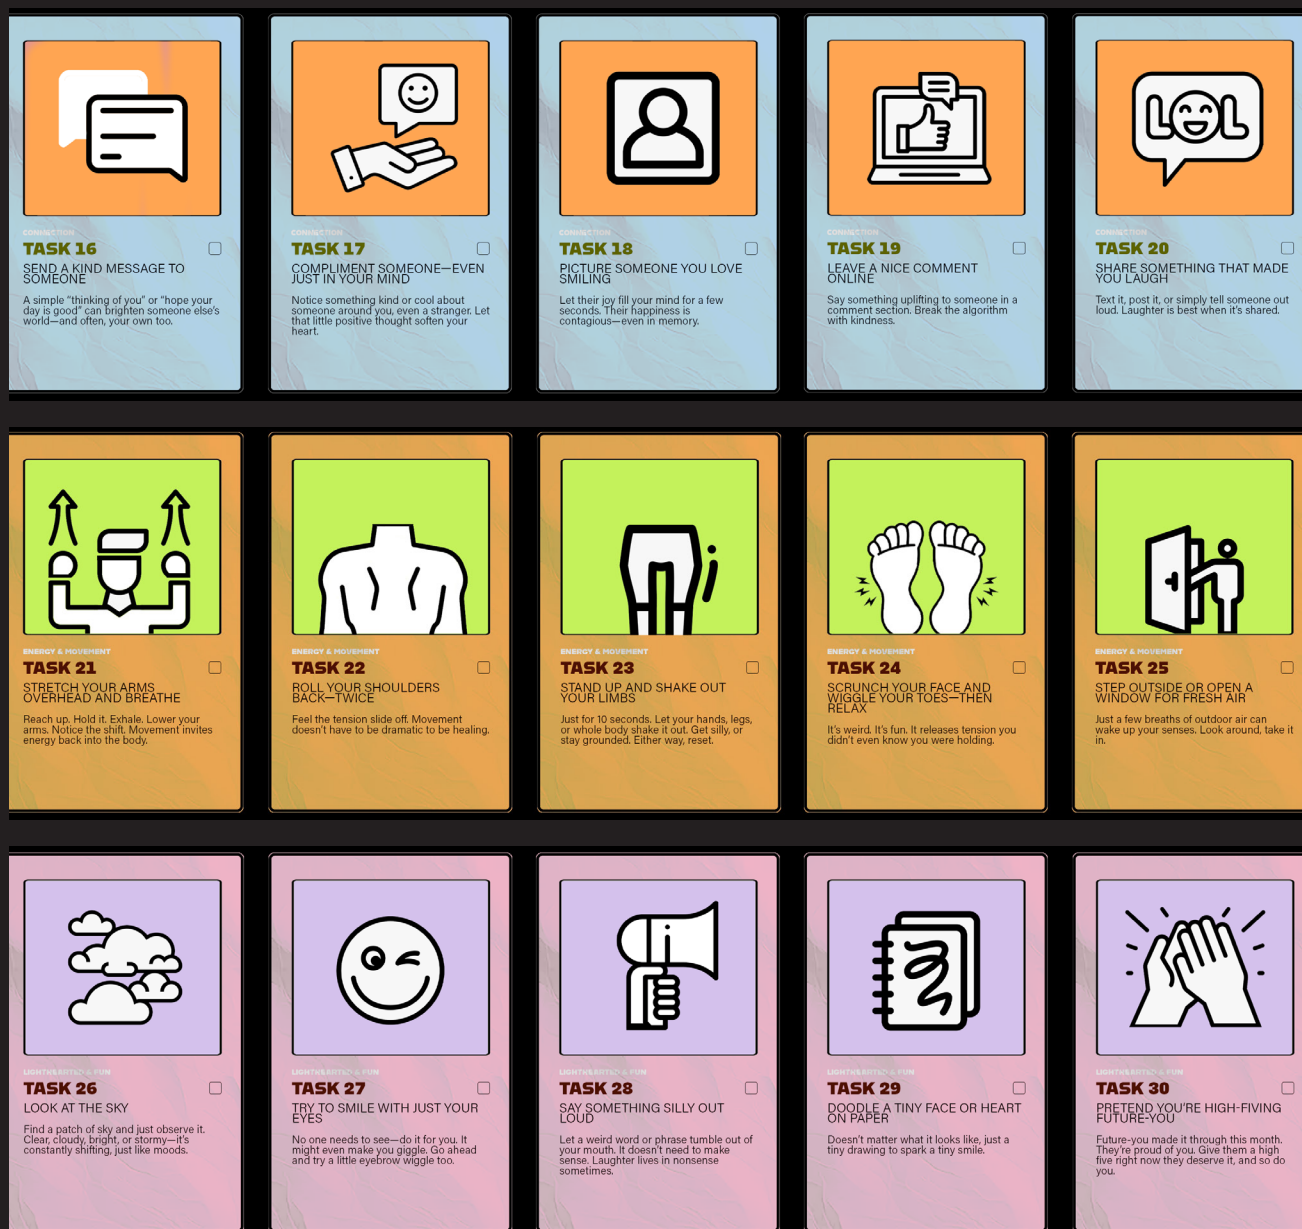 LOL
CONNECTION
TASK 16
SEND A KIND MESSAGE TO
SOMEONE
A simple “thinking of you” or “hope your
day is good” can brighten someone else’s
world—and often, your own too.
CONNECTION
TASK 17
COMPLIMENT SOMEONE—EVEN
JUST IN YOUR MIND
Notice something kind or cool about
someone around you, even a stranger. Let
that little positive thought soften your
heart.
CONNECTION
TASK 18
PICTURE SOMEONE YOU LOVE
SMILING
Let their joy fill your mind for a few
seconds. Their happiness is
contagious—even in memory.
CONNECTION
TASK 19
LEAVE A NICE COMMENT
ONLINE
Say something uplifting to someone in a
comment section. Break the algorithm
with kindness.
CONNECTION
TASK 20
SHARE SOMETHING THAT MADE
YOU LAUGH
Text it, post it, or simply tell someone out
loud. Laughter is best when it’s shared.
ENERGY & MOVEMENT
TASK 21
STRETCH YOUR ARMS
OVERHEAD AND BREATHE
Reach up. Hold it. Exhale. Lower your
arms. Notice the shift. Movement invites
energy back into the body.
ENERGY & MOVEMENT
TASK 22
ROLL YOUR SHOULDERS
BACK—TWICE
Feel the tension slide off. Movement
doesn’t have to be dramatic to be healing.
ENERGY & MOVEMENT
TASK 23
STAND UP AND SHAKE OUT
YOUR LIMBS
Just for 10 seconds. Let your hands, legs,
or whole body shake it out. Get silly, or
stay grounded. Either way, reset.
ENERGY & MOVEMENT
TASK 24
SCRUNCH YOUR FACE AND
WIGGLE YOUR TOES—THEN
RELAX
It’s weird. It’s fun. It releases tension you
didn’t even know you were holding.
ENERGY & MOVEMENT
TASK 25
STEP OUTSIDE OR OPEN A
WINDOW FOR FRESH AIR
Just a few breaths of outdoor air can
wake up your senses. Look around, take it
in.
LIGHTHEARTED & FUN
TASK 26
LOOK AT THE SKY
Find a patch of sky and just observe it.
Clear, cloudy, bright, or stormy—it’s
constantly shifting, just like moods.
LIGHTHEARTED & FUN
TASK 27
TRY TO SMILE WITH JUST YOUR
EYES
No one needs to see—do it for you. It
might even make you giggle. Go ahead
and try a little eyebrow wiggle too.
LIGHTHEARTED & FUN
TASK 28
SAY SOMETHING SILLY OUT
LOUD
Let a weird word or phrase tumble out of
your mouth. It doesn’t need to make
sense. Laughter lives in nonsense
sometimes.
LIGHTHEARTED & FUN
TASK 29
DOODLE A TINY FACE OR HEART
ON PAPER
Doesn’t matter what it looks like, just a
tiny drawing to spark a tiny smile.
LIGHTHEARTED & FUN
TASK 30
PRETEND YOU’RE HIGH-FIVING
FUTURE-YOU
Future-you made it through this month.
They’re proud of you. Give them a high
five right now they deserve it, and so do
you.